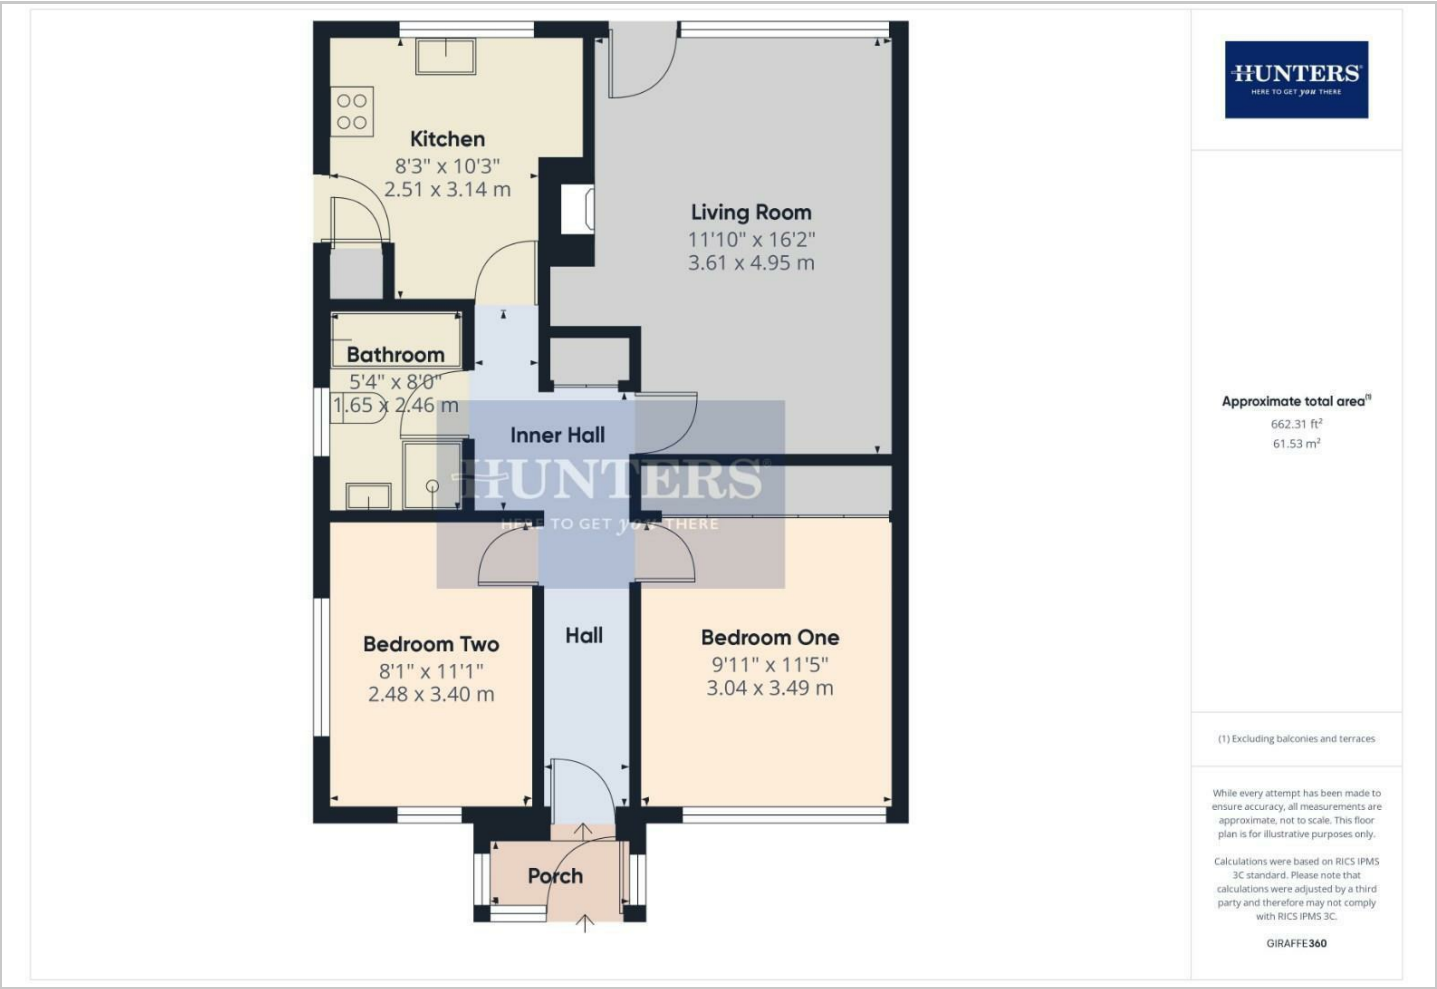 Kitchen
8'3" x 10'3"
2.51 x 3.14 m
Living Room
11'10" x 16'2"
3.61 x 4.95 m
Bathroom
5'4" x 8'0"
1.65 x 2.46 m
Inner Hall
HUNTERS®
HERE TO GET you THERE
Bedroom Two
8'1" x 11'1"
2.48 x 3.40 m
Hall
Bedroom One
9'11" x 11'5"
3.04 x 3.49 m
Porch
HUNTERS®
HERE TO GET you THERE
Approximate total area(1)
662.31 ft²
61.53 m²
(1) Excluding balconies and terraces
While every attempt has been made to
ensure accuracy, all measurements are
approximate, not to scale. This floor
plan is for illustrative purposes only.
Calculations were based on RICS IPMS
3C standard. Please note that
calculations were adjusted by a third
party and therefore may not comply
with RICS IPMS 3C.
GIRAFFE360